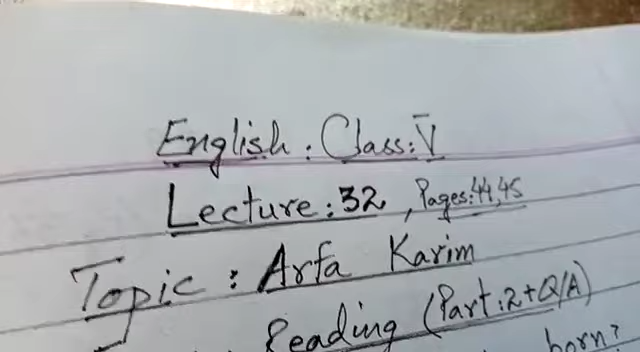 English : Class: V
Lecture : 32 , Pages: 44,45
Topic : Arfa Karim
Reading (Part: 2 + Q/A)
born?